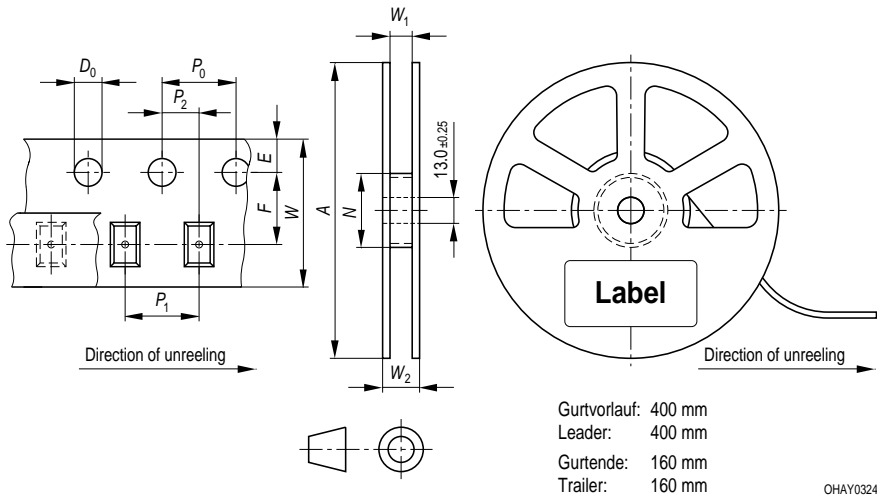 W1
D0
P0
P2
E
F
W
A
N
13.0 ±0.25
P1
W2
Label
Direction of unreeling
Direction of unreeling
Gurtvorlauf: 400 mm
Leader: 400 mm
Gurtende: 160 mm
Trailer: 160 mm
OHAY0324